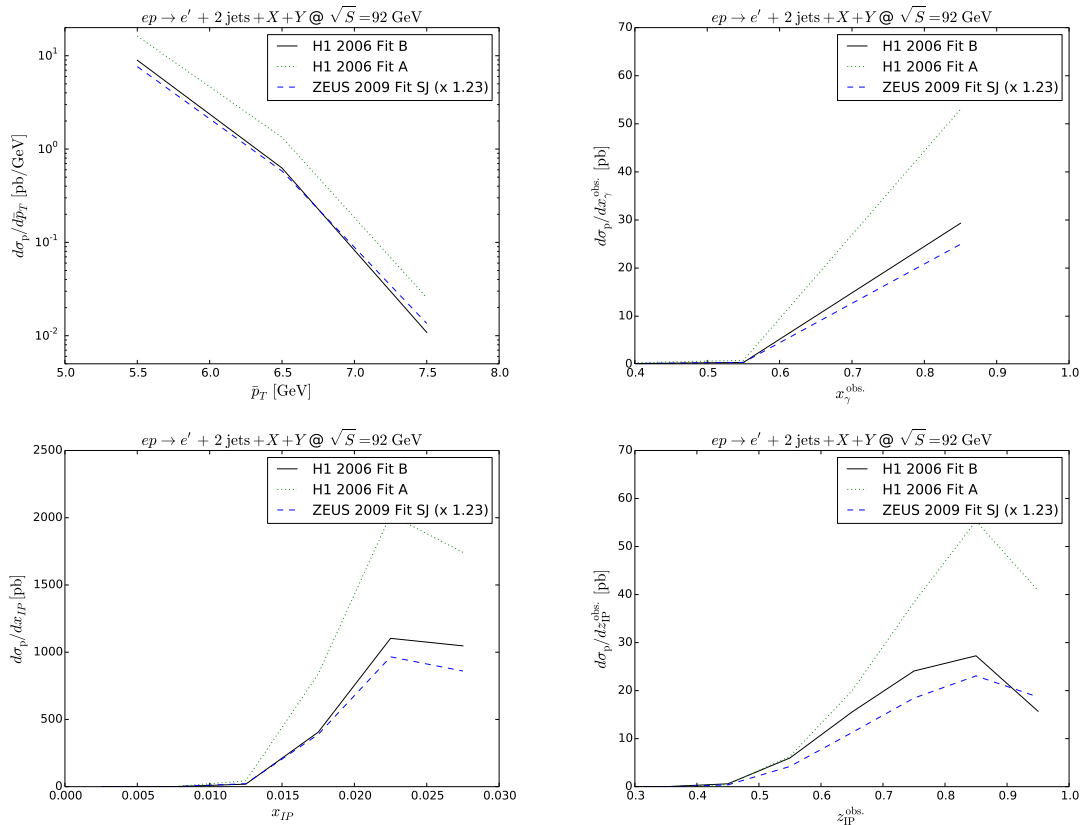 ep → e′ + 2 jets+X+Y @ √S =92 GeV
H1 2006 Fit B
H1 2006 Fit A
ZEUS 2009 Fit SJ (x 1.23)
dσ_p/dp̄_T [pb/GeV]
10^1
10^0
10^-1
10^-2
5.0 5.5 6.0 6.5 7.0 7.5 8.0
p̄_T [GeV]
ep → e′ + 2 jets+X+Y @ √S =92 GeV
H1 2006 Fit B
H1 2006 Fit A
ZEUS 2009 Fit SJ (x 1.23)
dσ_p/dx_γ^obs. [pb]
70
60
50
40
30
20
10
0
0.4 0.5 0.6 0.7 0.8 0.9 1.0
x_γ^obs.
ep → e′ + 2 jets+X+Y @ √S =92 GeV
H1 2006 Fit B
H1 2006 Fit A
ZEUS 2009 Fit SJ (x 1.23)
dσ_p/dx_IP [pb]
2500
2000
1500
1000
500
0
0.000 0.005 0.010 0.015 0.020 0.025 0.030
x_IP
ep → e′ + 2 jets+X+Y @ √S =92 GeV
H1 2006 Fit B
H1 2006 Fit A
ZEUS 2009 Fit SJ (x 1.23)
dσ_p/dz_IP^obs. [pb]
70
60
50
40
30
20
10
0
0.3 0.4 0.5 0.6 0.7 0.8 0.9 1.0
z_IP^obs.